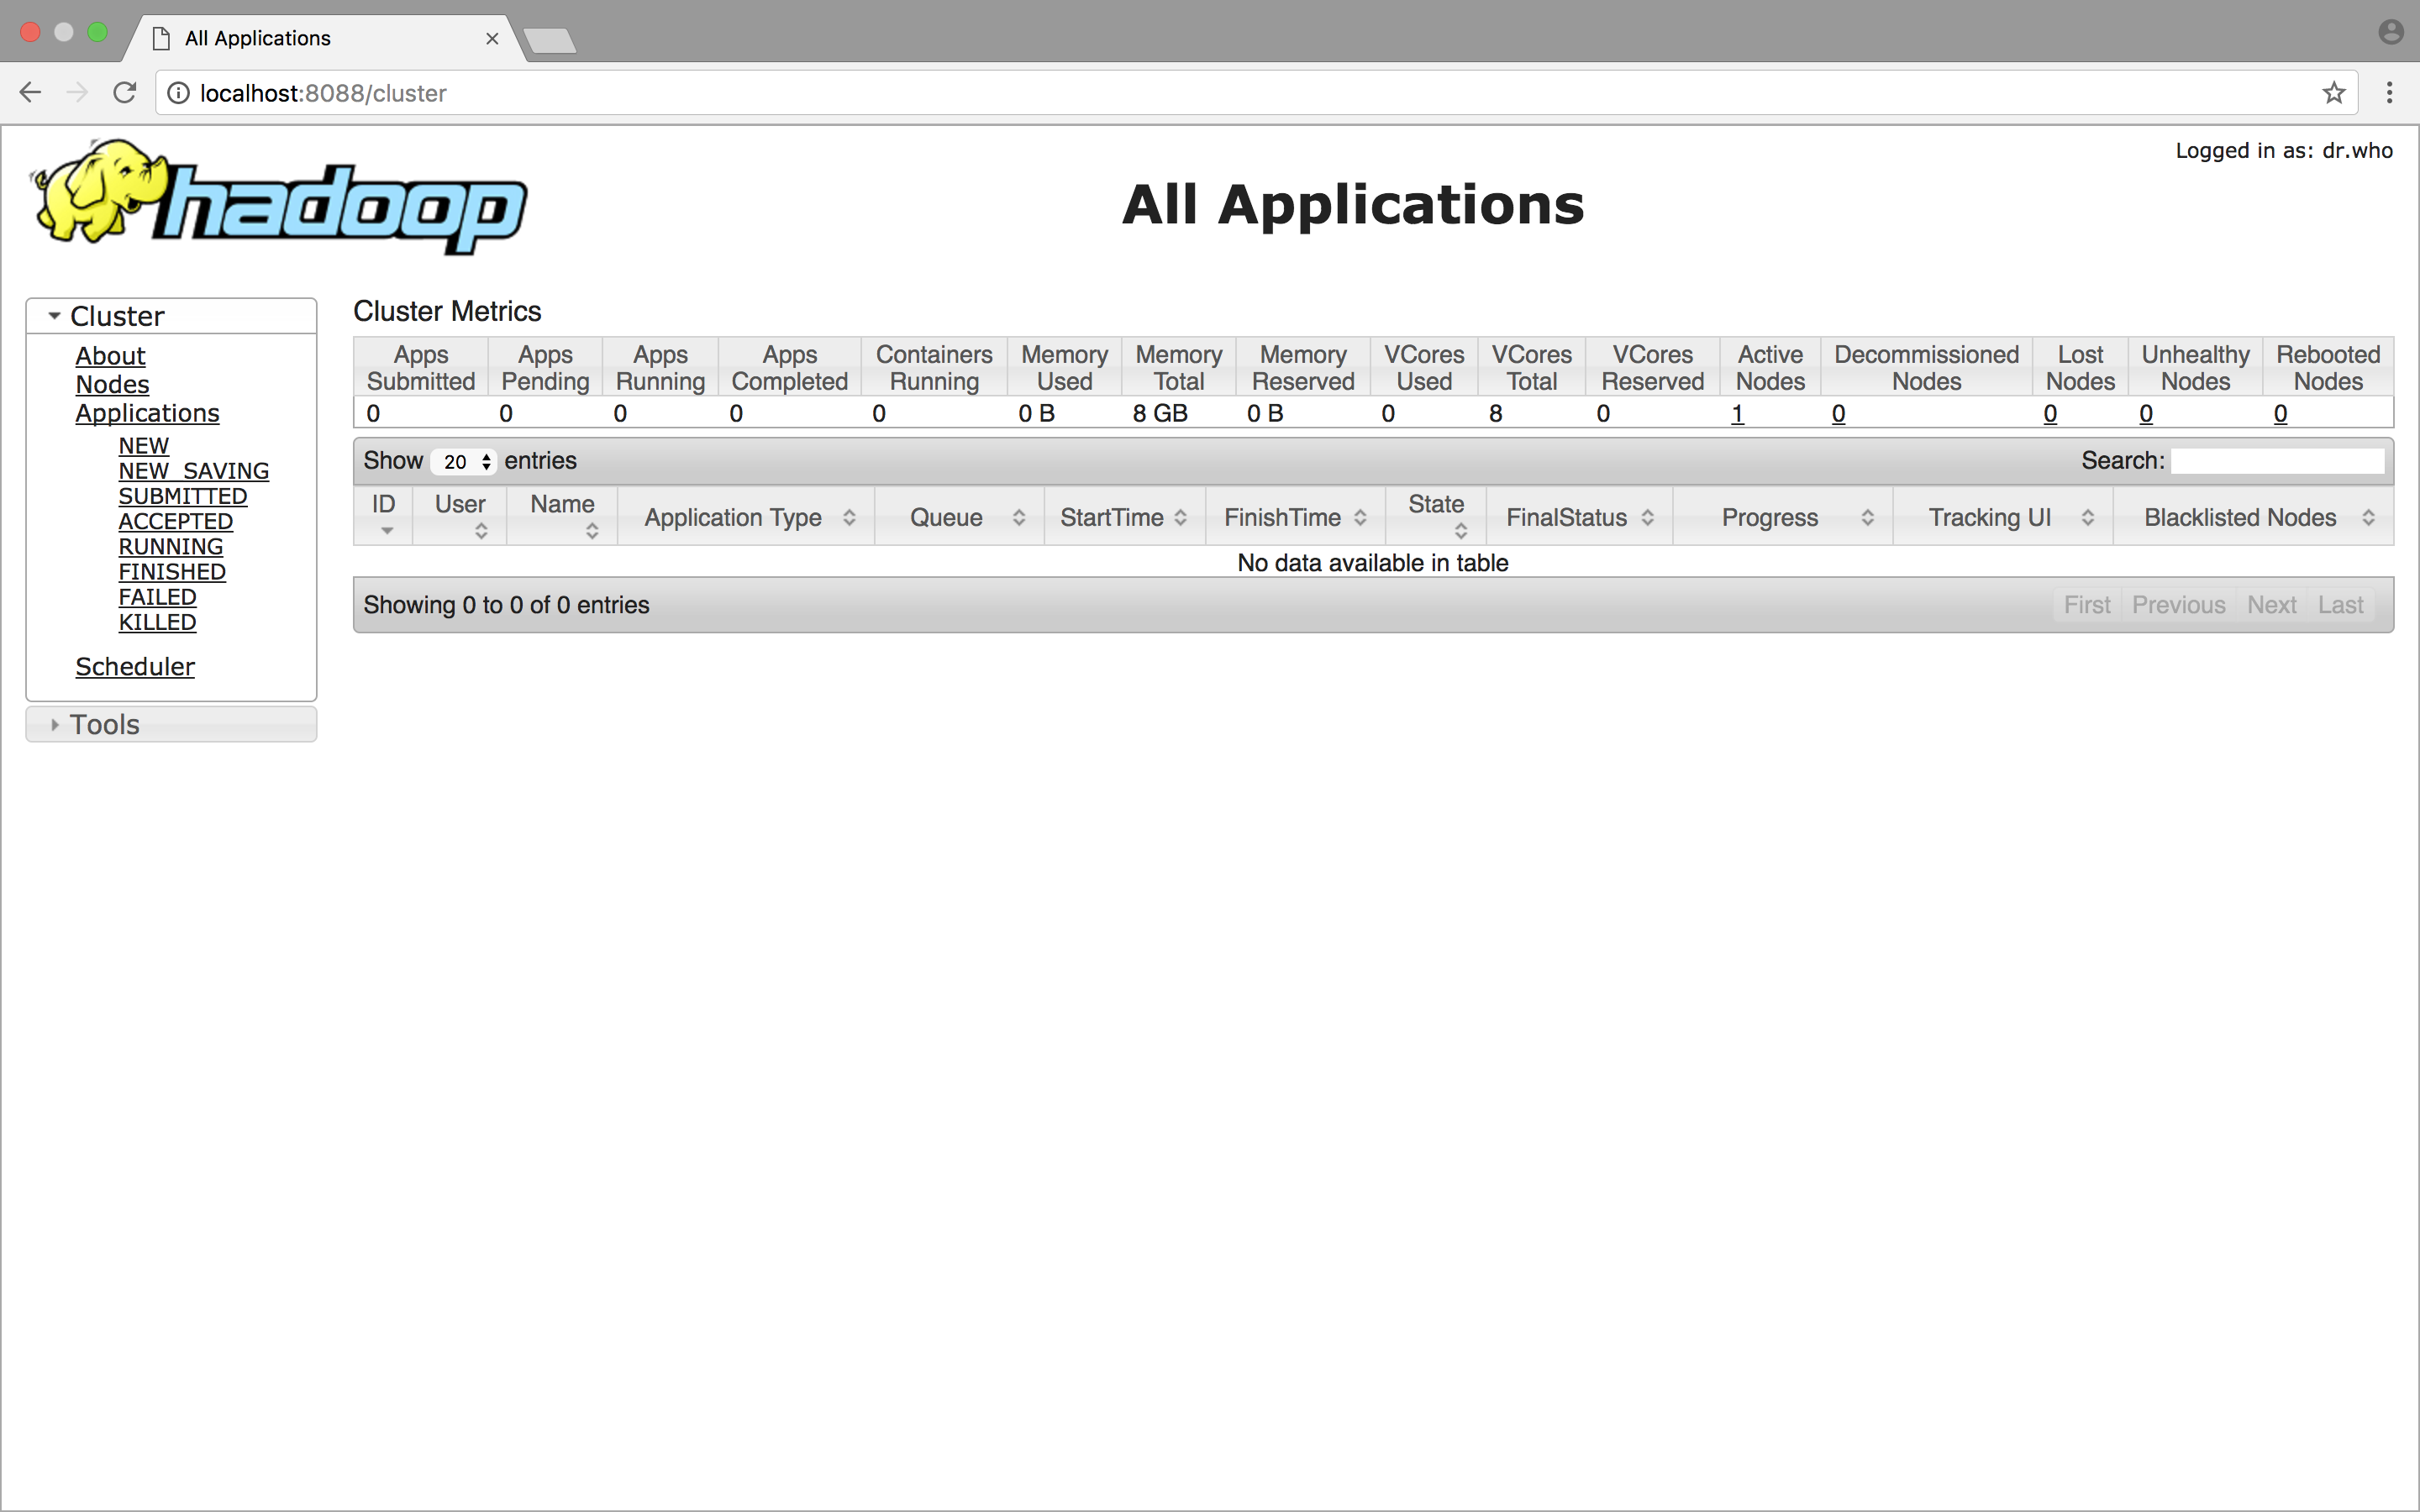 All Applications
localhost:8088/cluster
Logged in as: dr.who
hadoop
All Applications
Cluster
About
Nodes
Applications
NEW
NEW_SAVING
SUBMITTED
ACCEPTED
RUNNING
FINISHED
FAILED
KILLED
Scheduler
Tools
Cluster Metrics
Apps Submitted Apps Pending Apps Running Apps Completed Containers Running Memory Used Memory Total Memory Reserved VCores Used VCores Total VCores Reserved Active Nodes Decommissioned Nodes Lost Nodes Unhealthy Nodes Rebooted Nodes
0 0 0 0 0 0 B 8 GB 0 B 0 8 0 1 0 0 0 0
Show 20 entries Search:
ID User Name Application Type Queue StartTime FinishTime State FinalStatus Progress Tracking UI Blacklisted Nodes
No data available in table
Showing 0 to 0 of 0 entries First Previous Next Last